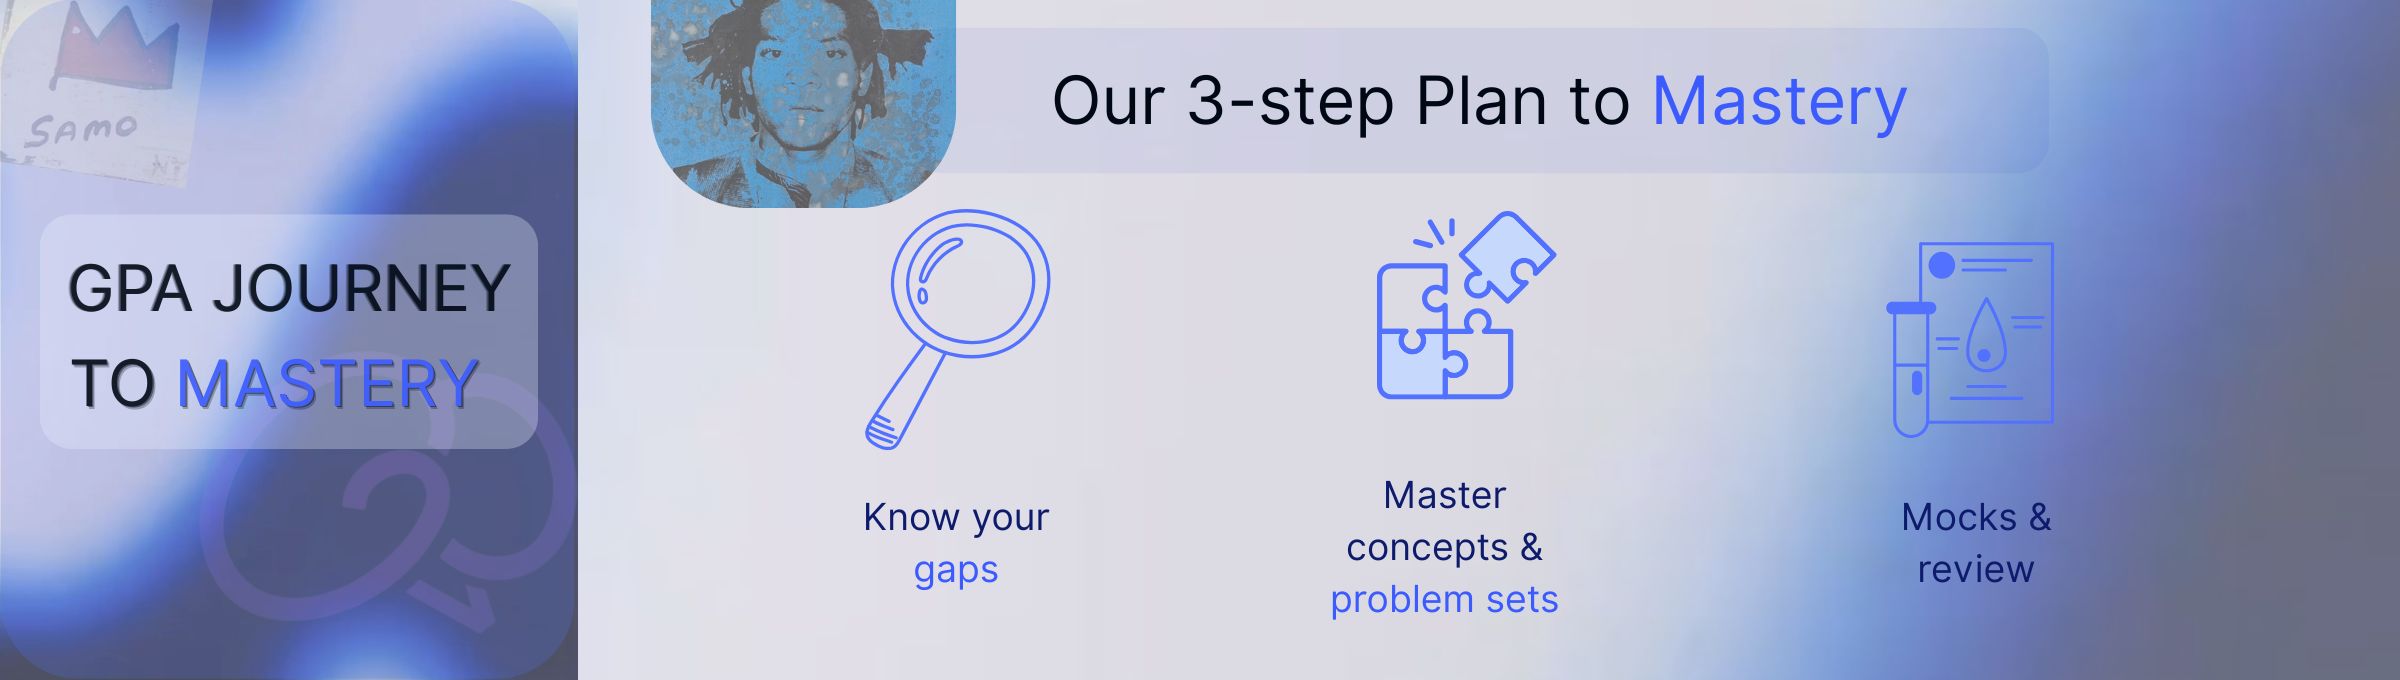 SAMO
GPA JOURNEY
TO MASTERY
Our 3-step Plan to Mastery
Know your
gaps
Master
concepts &
problem sets
Mocks &
review